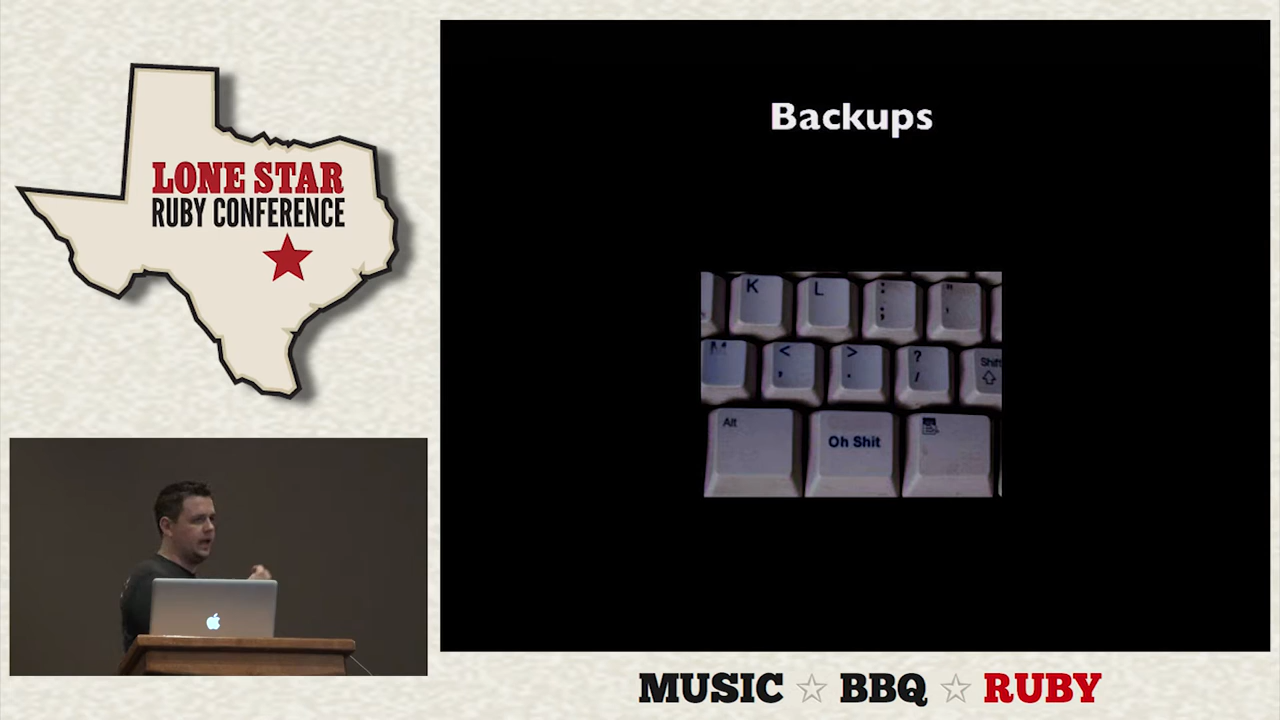 LONE STAR
RUBY CONFERENCE
Backups
K L : ; " '
M < , > . ? / Shift
Alt Oh Shit
MUSIC ☆ BBQ ☆ RUBY